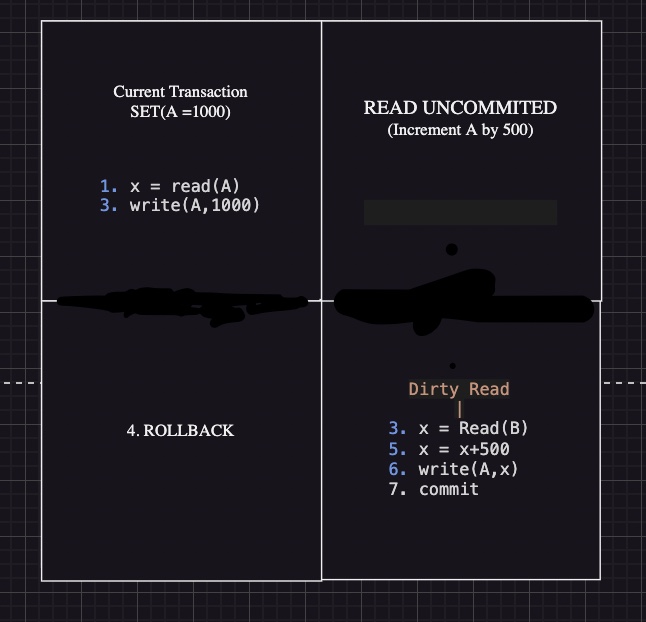 Current Transaction
SET(A =1000)
1. x = read(A)
3. write(A,1000)
READ UNCOMMITED
(Increment A by 500)
4. ROLLBACK
Dirty Read
|
3. x = Read(B)
5. x = x+500
6. write(A,x)
7. commit